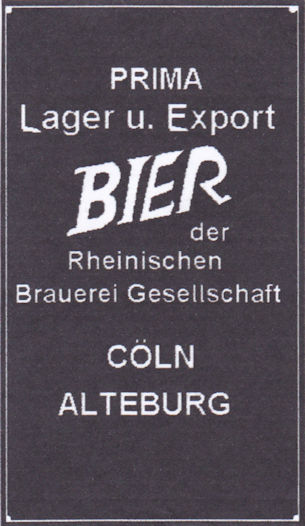 PRIMA
Lager u. Export
BIER
der
Rheinischen
Brauerei Gesellschaft
CÖLN
ALTEBURG